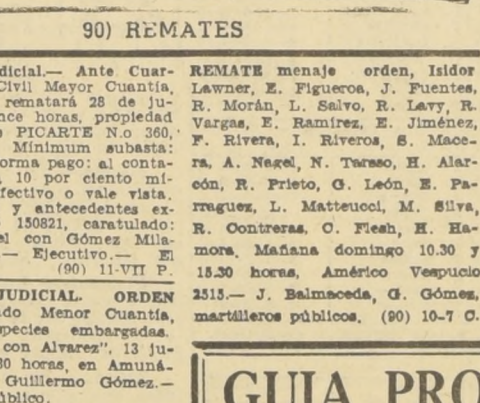 90) REMATES
dicial.— Ante Cuar-
Civil Mayor Cuantía,
rematará 28 de ju-
nce horas, propiedad
PICARTE N.o 360,
Mínimum subasta:
orma pago: al conta-
10 por ciento mí-
fectivo o vale vista.
y antecedentes ex-
150821, caratulado:
el con Gómez Mila-
— Ejecutivo.— El
(90) 11-VII P.
JUDICIAL. ORDEN
do Menor Cuantía,
species embargadas.
con Alvarez", 13 ju-
30 horas, en Amuná-
Guillermo Gómez.—
úblico.
REMATE menaje orden, Isidor
Lawner, E. Figueroa, J. Fuentes,
R. Morán, L. Salvo, R. Lavy, R.
Vargas, E. Ramírez, E. Jiménez,
F. Rivera, I. Riveros, S. Mace-
ra, A. Nagel, N. Taraso, H. Alar-
cón, R. Prieto, G. León, E. Pa-
rraguez, L. Matteucci, M. Silva,
R. Contreras, C. Flesh, H. Ha-
mora, Mañana domingo 10.30 y
15.30 horas, Américo Vespucio
2515.— J. Balmaceda, G. Gómez,
martilleros públicos. (90) 10-7 C.
GUIA PRO